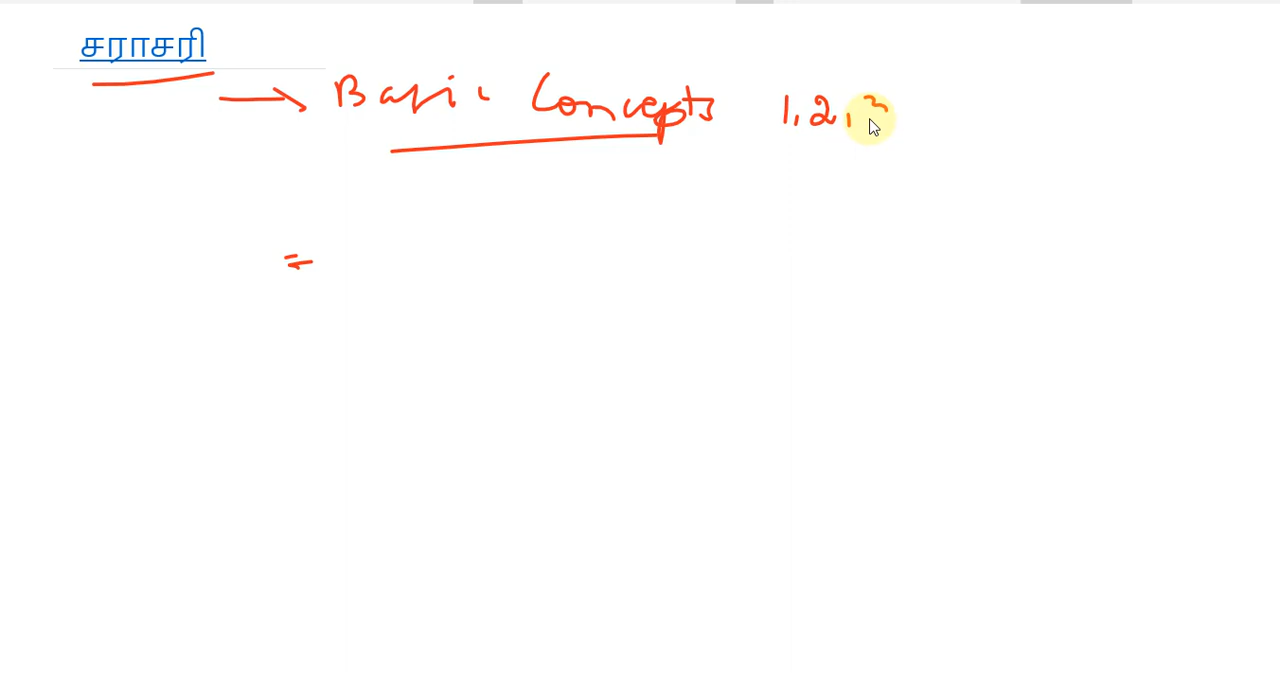 சராசரி
→ Basic Concepts 1, 2, 3
=